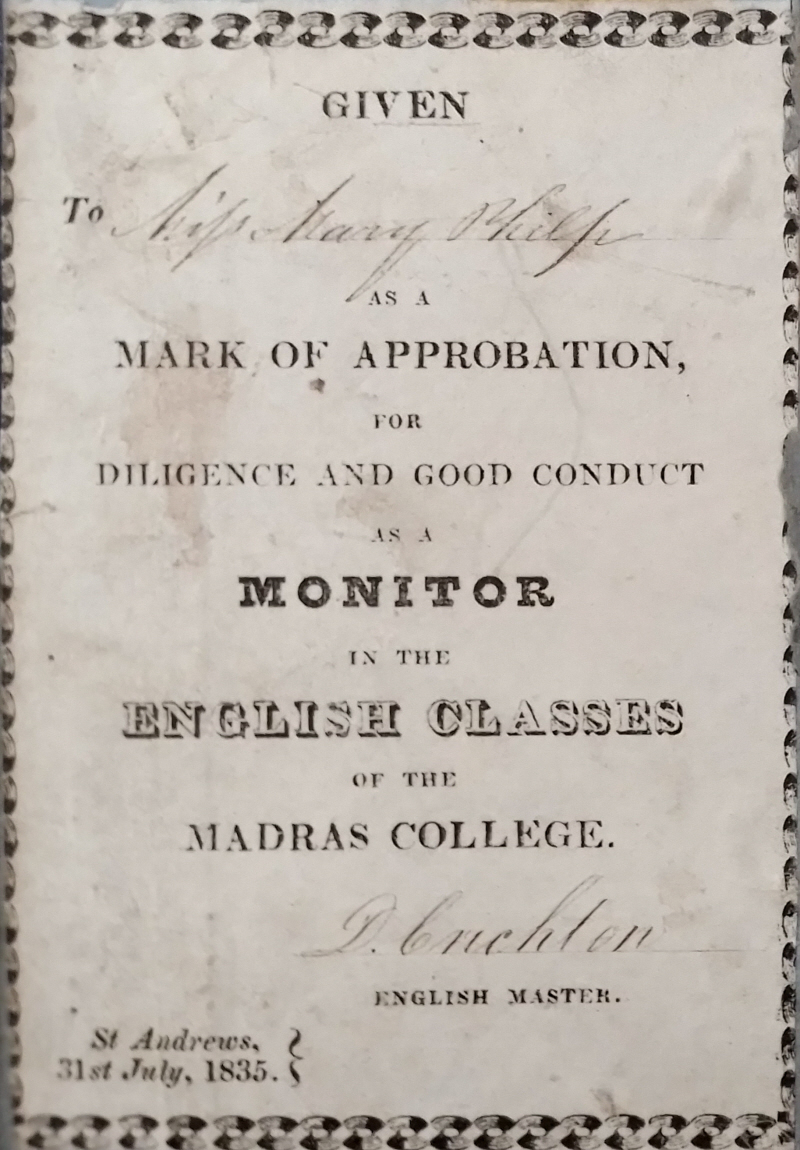 GIVEN
To Miss Mary Philp
AS A
MARK OF APPROBATION,
FOR
DILIGENCE AND GOOD CONDUCT
AS A
MONITOR
IN THE
ENGLISH CLASSES
OF THE
MADRAS COLLEGE.
D. Crichton
ENGLISH MASTER.
St Andrews,
31st July, 1835.